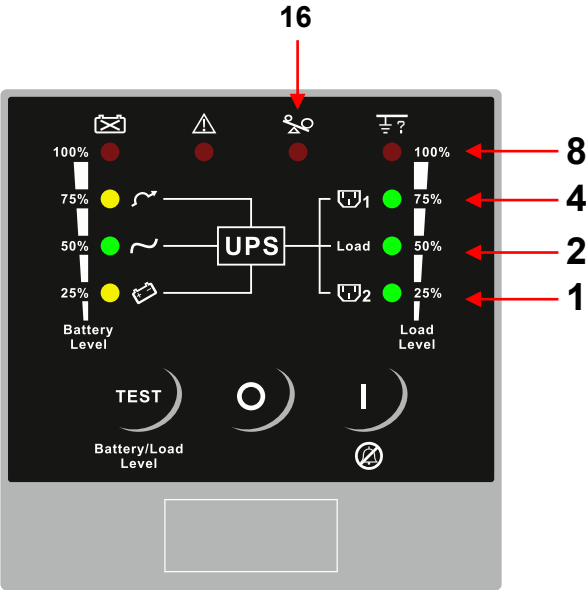 16
100%
100%
8
75%
1
75%
4
UPS
50%
Load
50%
2
25%
2
25%
1
Battery
Level
Load
Level
TEST
O
I
Battery/Load
Level